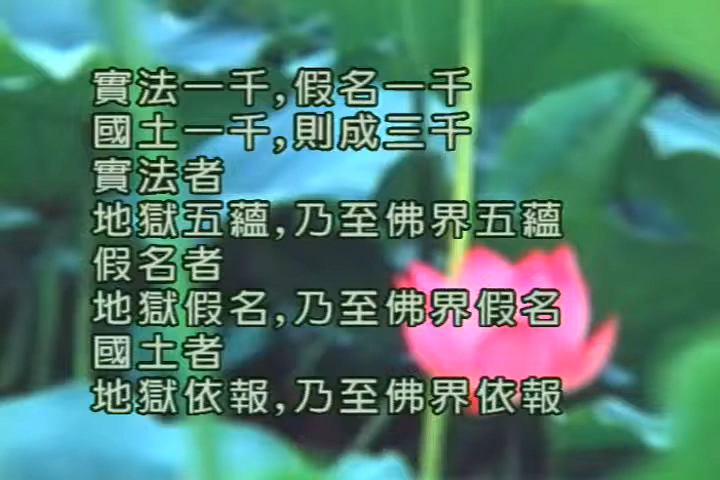 實法一千,假名一千
國土一千,則成三千
實法者
地獄五蘊,乃至佛界五蘊
假名者
地獄假名,乃至佛界假名
國土者
地獄依報,乃至佛界依報